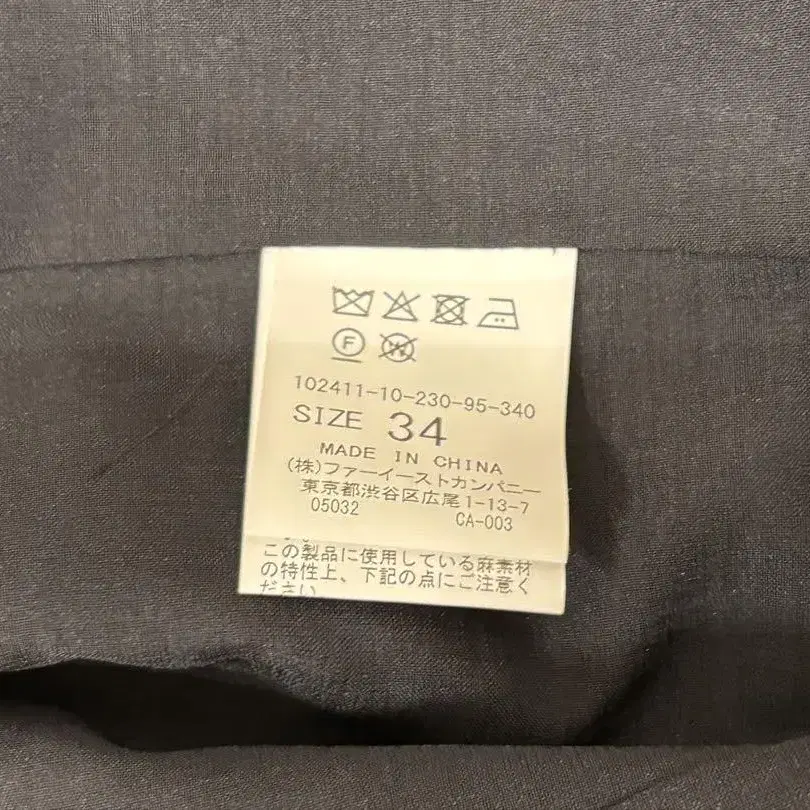 F W
102411-10-230-95-340
SIZE 34
MADE IN CHINA
(株)ファーイーストカンパニー
東京都渋谷区広尾1-13-7
05032 CA-003
この製品に使用している麻素材
の特性上、下記の点にご注意く
ださい